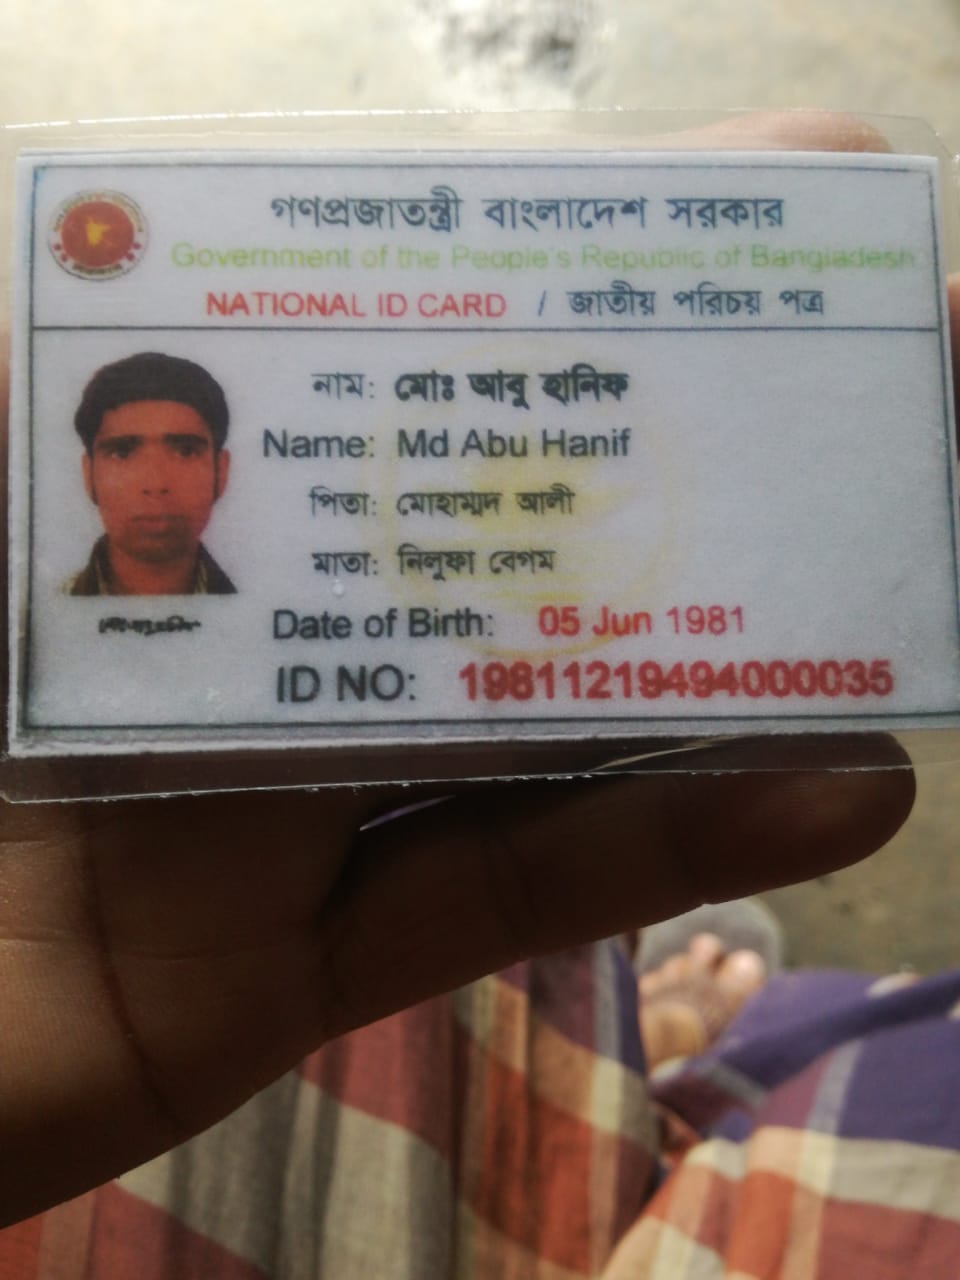 গণপ্রজাতন্ত্রী বাংলাদেশ সরকার
Government of the People's Republic of Bangladesh
NATIONAL ID CARD / জাতীয় পরিচয় পত্র
নাম: মোঃ আবু হানিফ
Name: Md Abu Hanif
পিতা: মোহাম্মদ আলী
মাতা: নিলুফা বেগম
Date of Birth: 05 Jun 1981
ID NO: 19811219494000035